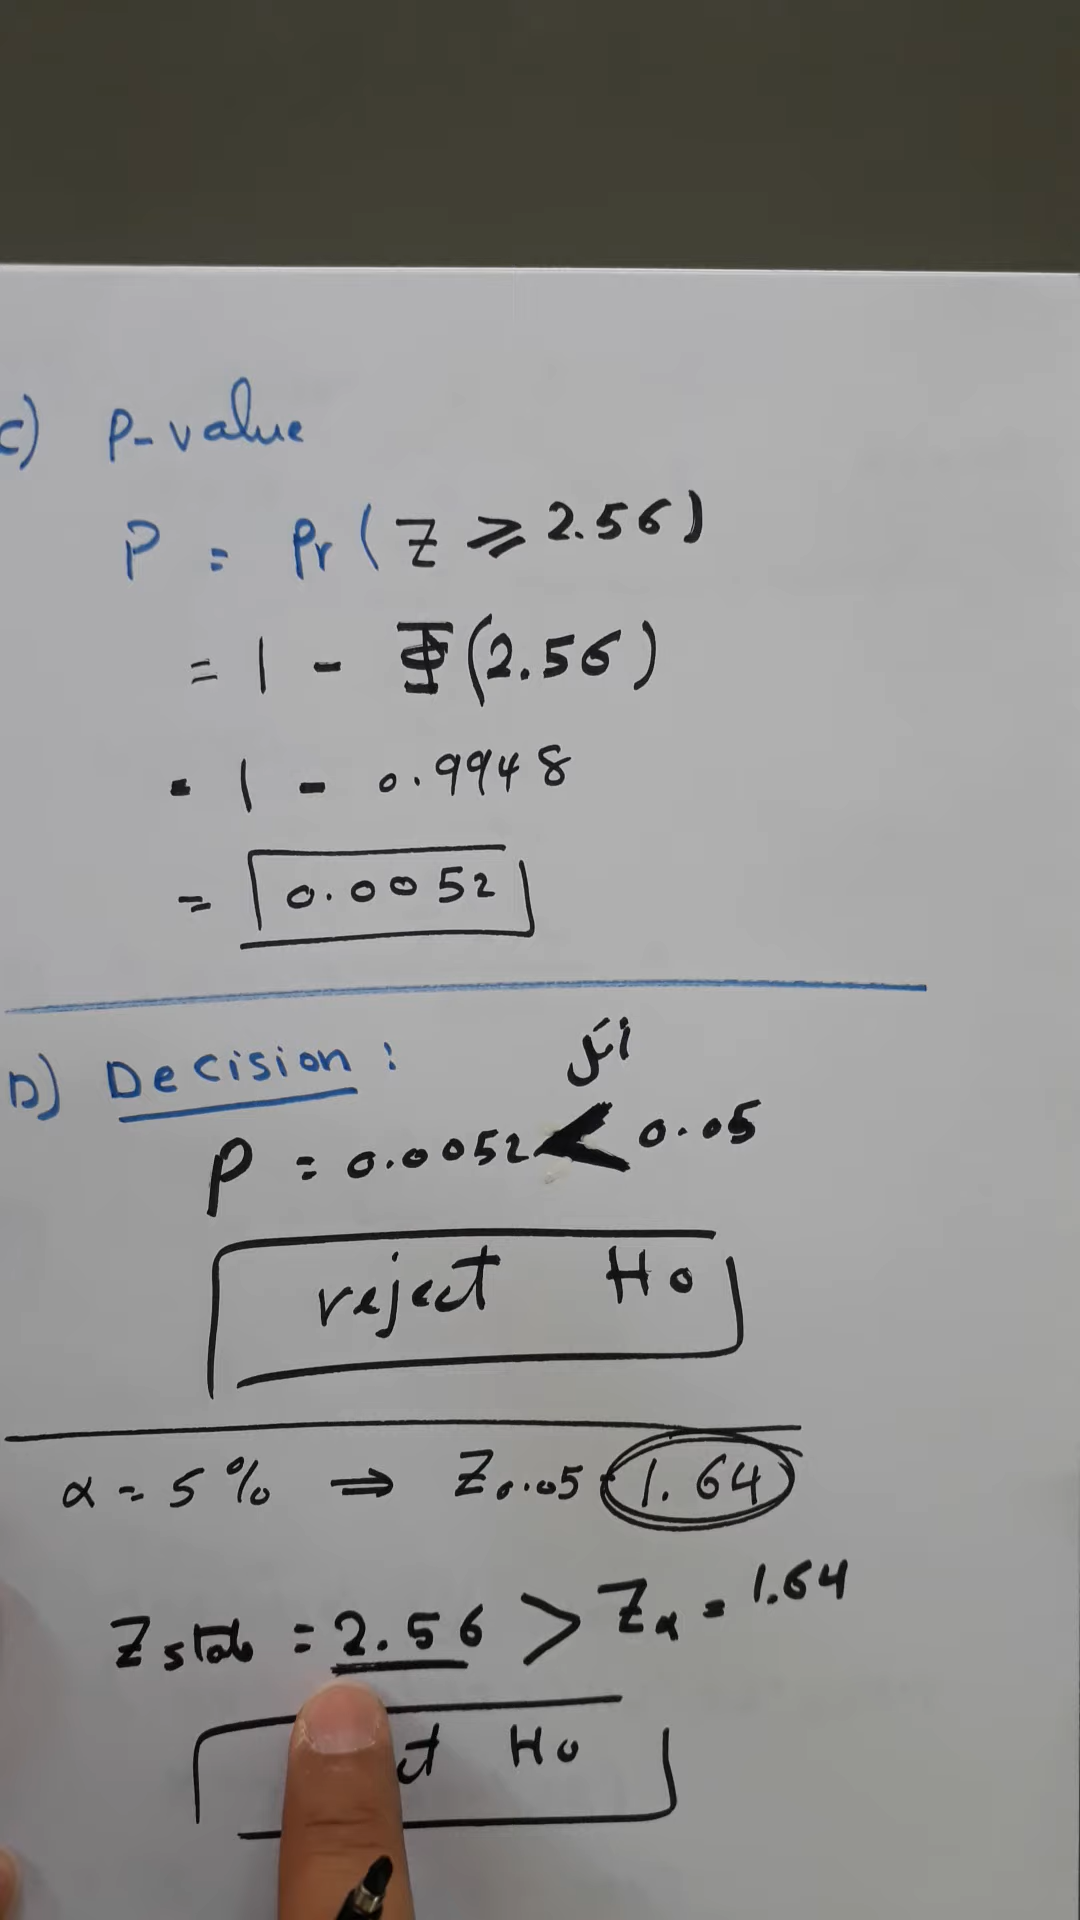 c) P-value
P = Pr(Z ⩾ 2.56)
= 1 - Φ(2.56)
= 1 - 0.9948
= 0.0052
D) Decision :
أقل
P = 0.0052 < 0.05
reject Ho
α = 5% ⇒ Z0.05 = 1.64
Z stat = 2.56 > Zα = 1.64
Ho